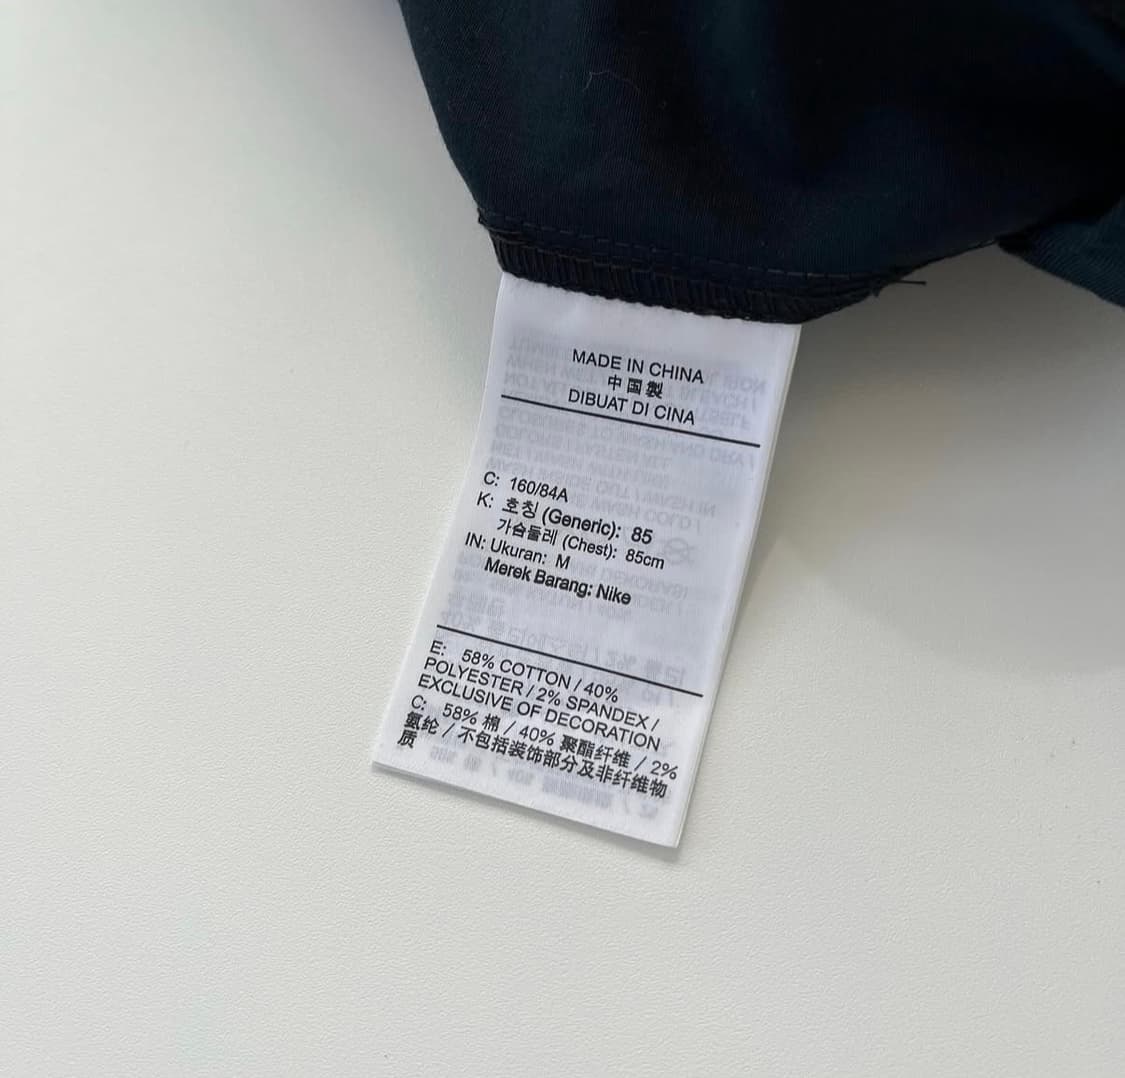 MADE IN CHINA
中国製
DIBUAT DI CINA
C: 160/84A
K: 호칭 (Generic): 85
가슴둘레 (Chest): 85cm
IN: Ukuran: M
Merek Barang: Nike
E: 58% COTTON / 40%
POLYESTER / 2% SPANDEX /
EXCLUSIVE OF DECORATION
C: 58% 棉 / 40% 聚酯纤维 / 2%
氨纶 / 不包括装饰部分及非纤维物
质